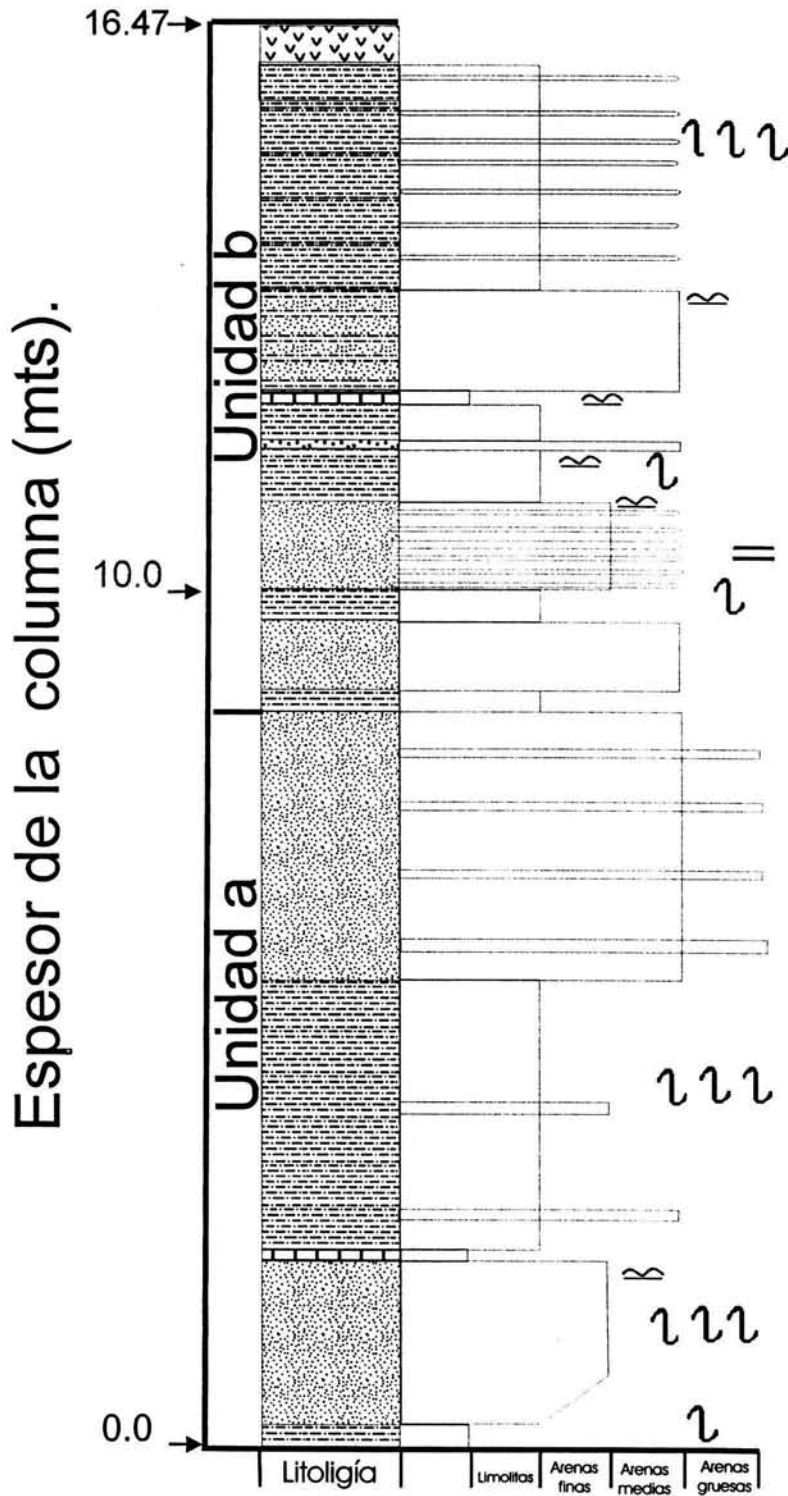 16.47
Unidad b
Espesor de la columna (mts).
10.0
Unidad a
0.0
Litoligía
Limolitas
Arenas
finas
Arenas
medias
Arenas
gruesas